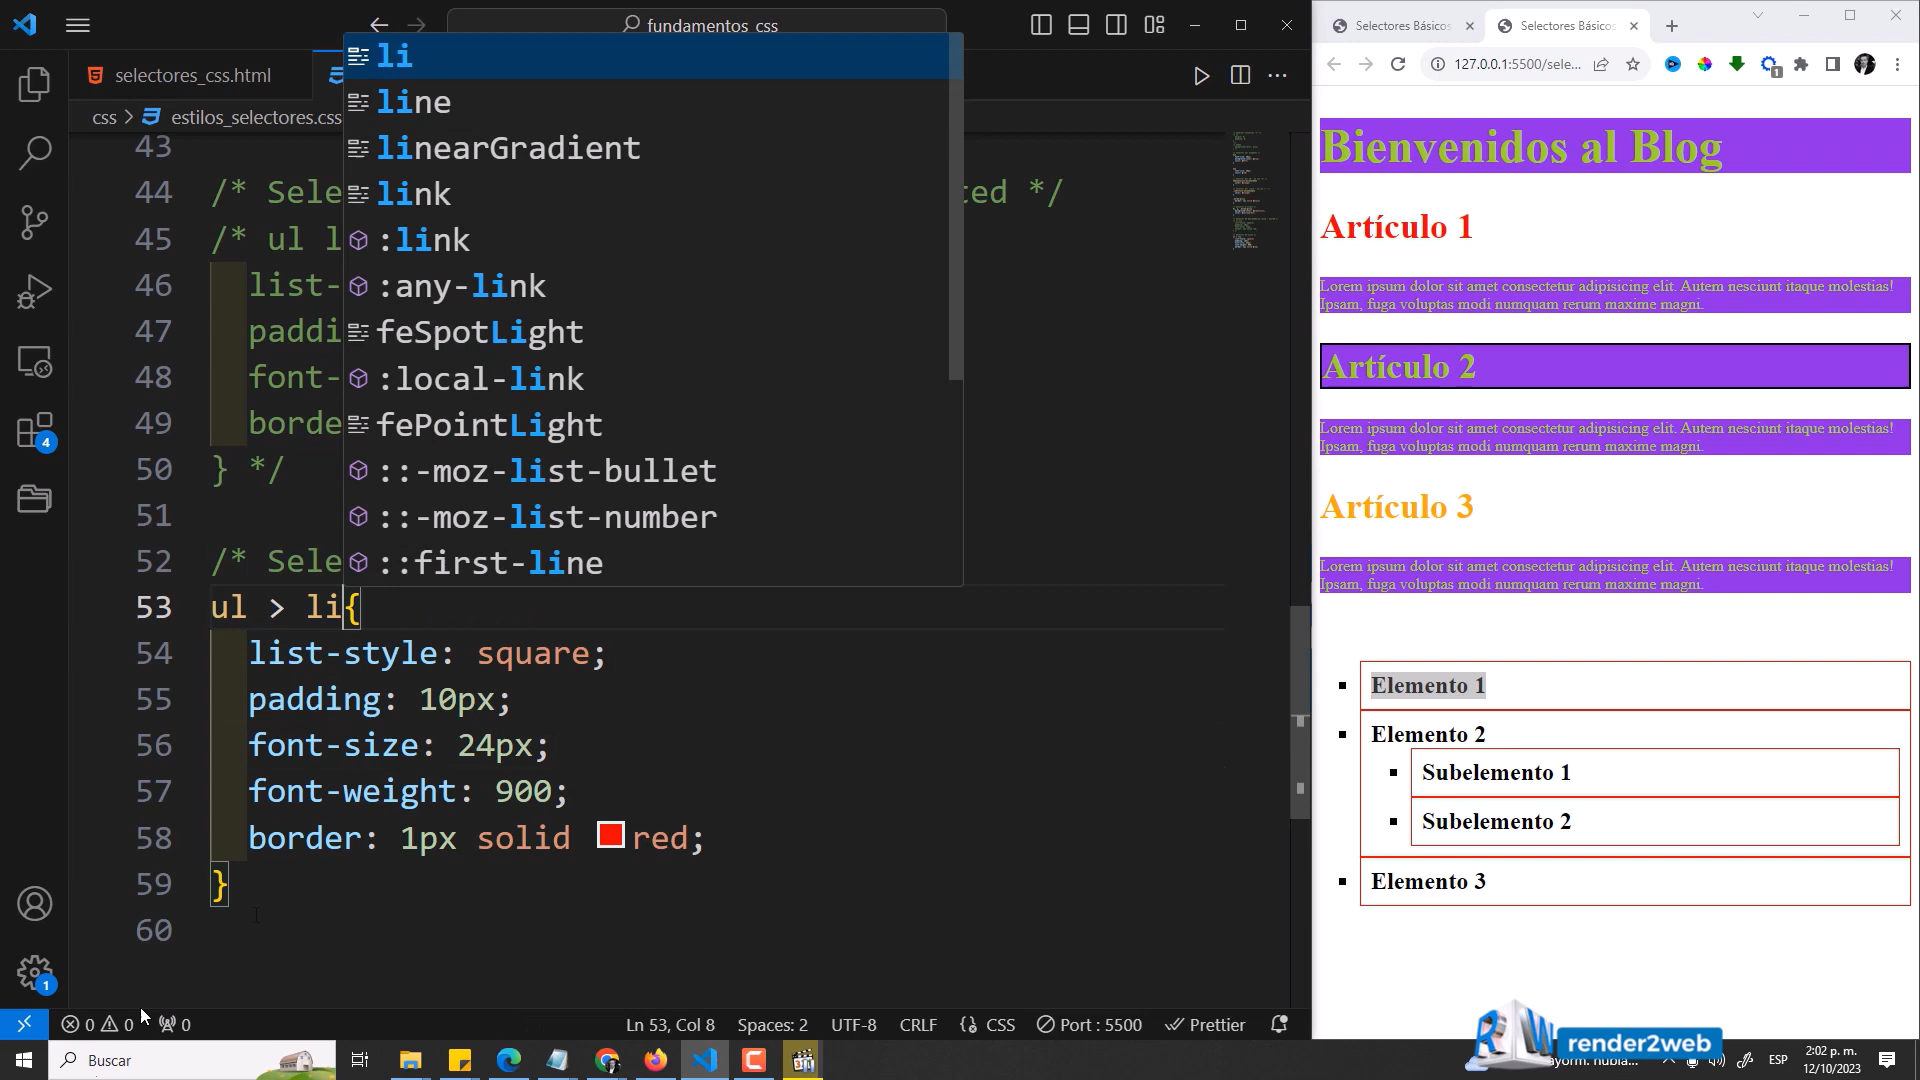 fundamentos_css
selectores_css.html
css > estilos_selectores.css
43
44 /* Sele
ted */
45 /* ul l
46 list-
47 paddi
48 font-
49 borde
50 } */
51
52 /* Sele
53 ul > li{
54 list-style: square;
55 padding: 10px;
56 font-size: 24px;
57 font-weight: 900;
58 border: 1px solid red;
59 }
60
li
line
linearGradient
link
:link
:any-link
feSpotLight
:local-link
fePointLight
::-moz-list-bullet
::-moz-list-number
::first-line
4
1
0 0 0
Ln 53, Col 8 Spaces: 2 UTF-8 CRLF {} CSS Port : 5500 Prettier
Buscar
Selectores Básicos
Selectores Básicos
127.0.0.1:5500/sele...
1
Bienvenidos al Blog
Artículo 1
Lorem ipsum dolor sit amet consectetur adipisicing elit. Autem nesciunt itaque molestias!
Ipsam, fuga voluptas modi numquam rerum maxime magni.
Artículo 2
Lorem ipsum dolor sit amet consectetur adipisicing elit. Autem nesciunt itaque molestias!
Ipsam, fuga voluptas modi numquam rerum maxime magni.
Artículo 3
Lorem ipsum dolor sit amet consectetur adipisicing elit. Autem nesciunt itaque molestias!
Ipsam, fuga voluptas modi numquam rerum maxime magni.
Elemento 1
Elemento 2
Subelemento 1
Subelemento 2
Elemento 3
render2web
ESP
2:02 p. m.
12/10/2023